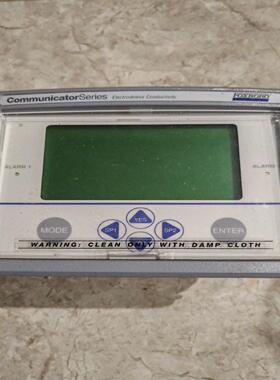 CommunicatorSeries Electrodeless Conductivity
FOXBORO
ALARM 1
ALARM
YES
MODE
SP1
SP2
ENTER
WARNING: CLEAN ONLY WITH DAMP CLOTH